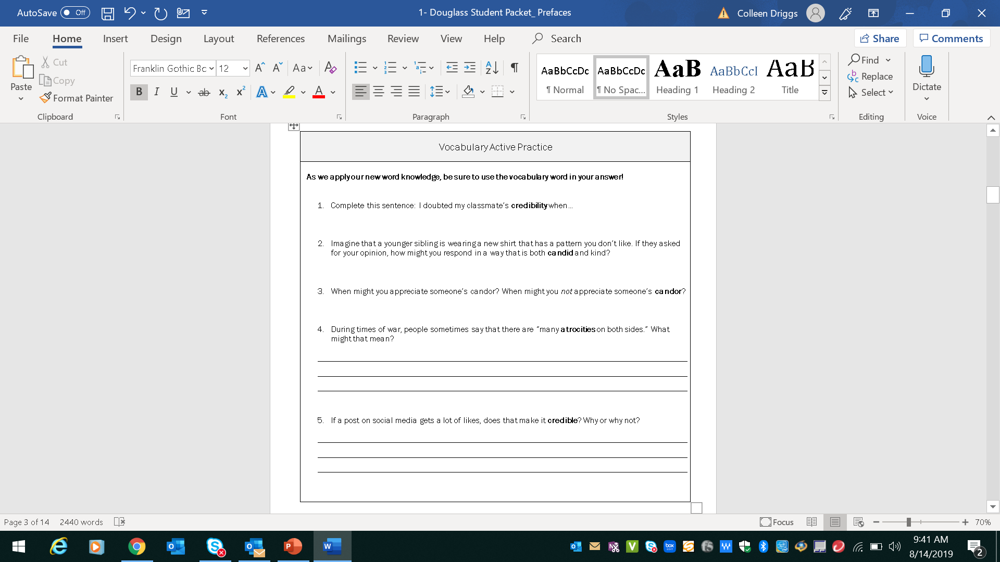 AutoSave Off 1- Douglass Student Packet_ Prefaces Colleen Driggs
File Home Insert Design Layout References Mailings Review View Help Search Share Comments
Paste
Cut
Copy
Format Painter
Clipboard
Franklin Gothic Bc 12 Aa
B I U ab x2 x2 A A
Font
Paragraph
AaBbCcDc AaBbCcDc AaB AaBbCcI AaB
¶ Normal ¶ No Spac... Heading 1 Heading 2 Title
Styles
Find
Replace
Select
Editing
Dictate
Voice
Vocabulary Active Practice
As we apply our new word knowledge, be sure to use the vocabulary word in your answer!
1. Complete this sentence: I doubted my classmate's credibility when...
2. Imagine that a younger sibling is wearing a new shirt that has a pattern you don't like. If they asked
for your opinion, how might you respond in a way that is both candid and kind?
3. When might you appreciate someone's candor? When might you not appreciate someone's candor?
4. During times of war, people sometimes say that there are "many atrocities on both sides." What
might that mean?
5. If a post on social media gets a lot of likes, does that make it credible? Why or why not?
Page 3 of 14 2440 words Focus 70%
9:41 AM
8/14/2019
2